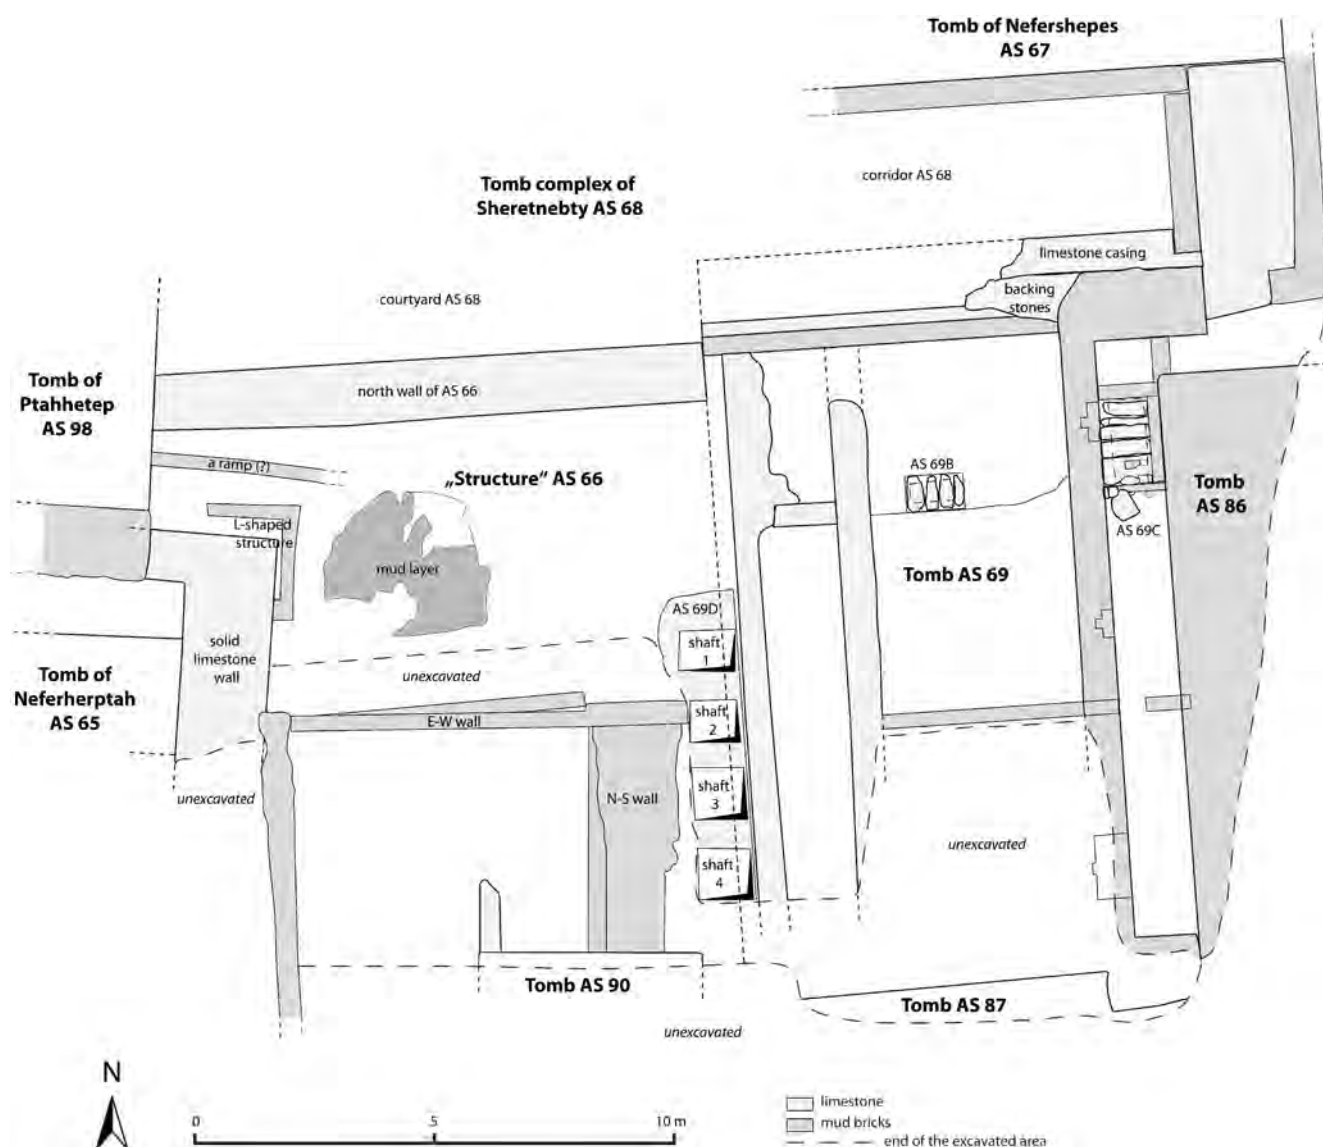 Tomb of Nefershepes
AS 67
corridor AS 68
Tomb complex of
Sheretnebty AS 68
limestone casing
backing
stones
courtyard AS 68
Tomb of
Ptahhetep
AS 98
north wall of AS 66
a ramp (?)
„Structure“ AS 66
AS 69B
Tomb
AS 86
L-shaped
structure
AS 69C
mud layer
Tomb AS 69
AS 69D
solid
limestone
wall
shaft
1
Tomb of
Neferherptah
AS 65
unexcavated
E-W wall
shaft
2
unexcavated
N-S wall
shaft
3
unexcavated
shaft
4
Tomb AS 90
Tomb AS 87
unexcavated
N
0 5 10 m
limestone
mud bricks
end of the excavated area